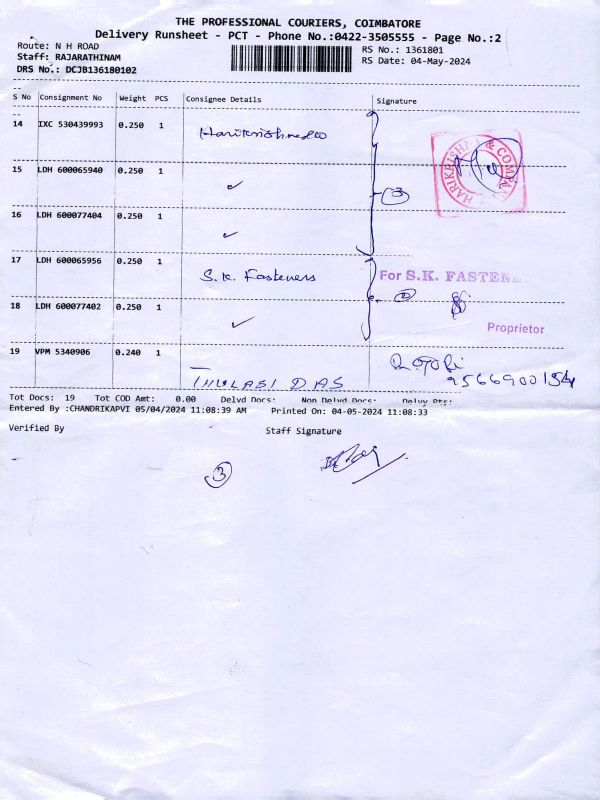 THE PROFESSIONAL COURIERS, COIMBATORE
Delivery Runsheet - PCT - Phone No.:0422-3505555 - Page No.:2
Route: N H ROAD RS No.: 1361801
Staff: RAJARATHINAM RS Date: 04-May-2024
DRS No.: DCJB136180102
S No Consignment No Weight PCS Consignee Details Signature
14 IXC 530439993 0.250 1
HARIKRISHNA & COMPANY
15 LDH 600065940 0.250 1 ✓
3
16 LDH 600077404 0.250 1 ✓
17 LDH 600065956 0.250 1 S.K. Fasteners For S.K. FASTENE
2
18 LDH 600077402 0.250 1 ✓
Proprietor
19 VPM 5340906 0.240 1 THULASI DAS
Tot Docs: 19 Tot COD Amt: 0.00 Delvd Docs: Non Delvd Docs: Delvy Pts:
Entered By :CHANDRIKAPVI 05/04/2024 11:08:39 AM Printed On: 04-05-2024 11:08:33
Verified By Staff Signature
3